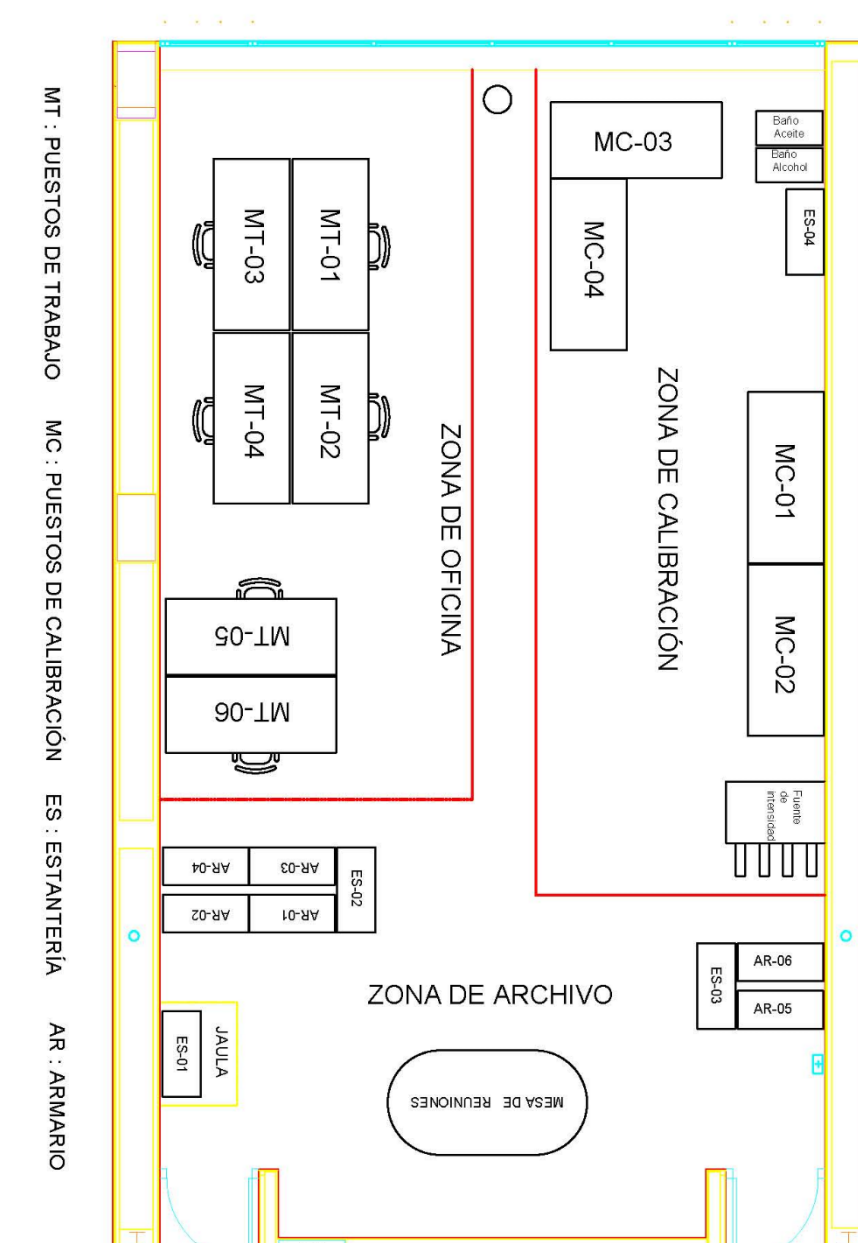 MT : PUESTOS DE TRABAJO    MC : PUESTOS DE CALIBRACIÓN    ES : ESTANTERÍA    AR : ARMARIO
MC-03
Baño
Aceite
Baño
Alcohol
ES-04
MT-03
MT-01
MC-04
MT-04
MT-02
ZONA DE OFICINA
ZONA DE CALIBRACIÓN
MC-01
MC-02
MT-05
MT-06
Fuente
de
intensidad
AR-04
AR-03
ES-02
AR-02
AR-01
ES-03
AR-06
AR-05
ZONA DE ARCHIVO
ES-01
JAULA
MESA DE REUNIONES